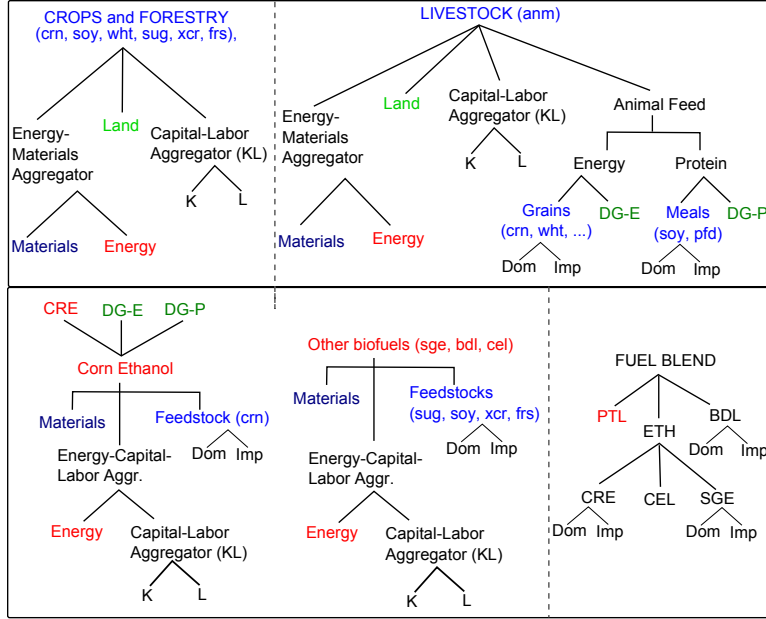 CROPS and FORESTRY
(crn, soy, wht, sug, xcr, frs),
Energy-
Materials
Aggregator
Land
Capital-Labor
Aggregator (KL)
K
L
Materials
Energy
LIVESTOCK (anm)
Energy-
Materials
Aggregator
Land
Capital-Labor
Aggregator (KL)
K
L
Materials
Energy
Animal Feed
Energy
Protein
Grains
(crn, wht, ...)
DG-E
Meals
(soy, pfd)
DG-P
Dom
Imp
Dom
Imp
CRE
DG-E
DG-P
Corn Ethanol
Materials
Feedstock (crn)
Dom
Imp
Energy-Capital-
Labor Aggr.
Energy
Capital-Labor
Aggregator (KL)
K
L
Other biofuels (sge, bdl, cel)
Materials
Feedstocks
(sug, soy, xcr, frs)
Dom
Imp
Energy-Capital-
Labor Aggr.
Energy
Capital-Labor
Aggregator (KL)
K
L
FUEL BLEND
PTL
ETH
BDL
Dom
Imp
CRE
CEL
SGE
Dom
Imp
Dom
Imp